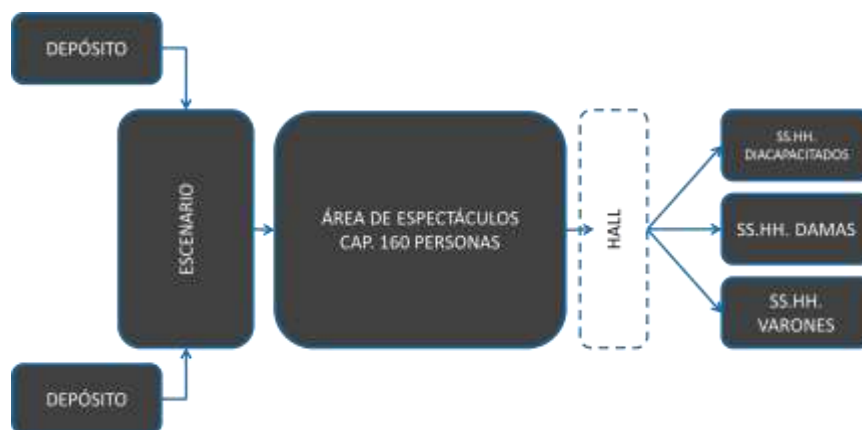 DEPÓSITO
ESCENARIO
ÁREA DE ESPECTÁCULOS
CAP. 160 PERSONAS
HALL
SS.HH.
DIACAPACITADOS
SS.HH. DAMAS
SS.HH.
VARONES
DEPÓSITO